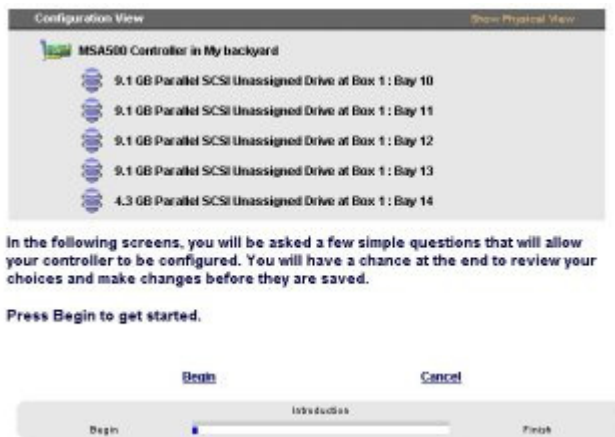 Configuration View Show Physical View
MSA500 Controller in My backyard
9.1 GB Parallel SCSI Unassigned Drive at Box 1 : Bay 10
9.1 GB Parallel SCSI Unassigned Drive at Box 1 : Bay 11
9.1 GB Parallel SCSI Unassigned Drive at Box 1 : Bay 12
9.1 GB Parallel SCSI Unassigned Drive at Box 1 : Bay 13
4.3 GB Parallel SCSI Unassigned Drive at Box 1 : Bay 14
In the following screens, you will be asked a few simple questions that will allow
your controller to be configured. You will have a chance at the end to review your
choices and make changes before they are saved.
Press Begin to get started.
Begin Cancel
Introduction
Begin Finish